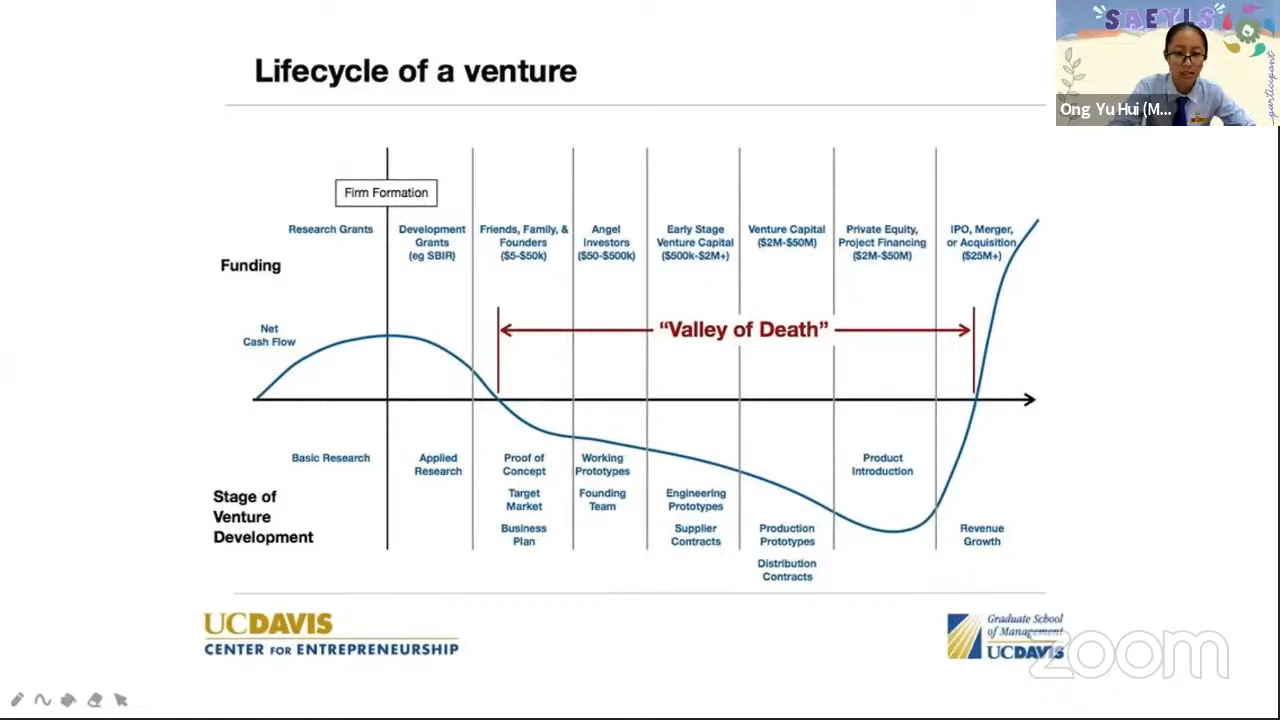 SAEYLS
participant
Ong Yu Hui (M...
Lifecycle of a venture
Firm Formation
Research Grants
Development
Grants
(eg SBIR)
Friends, Family, &
Founders
($5-$50k)
Angel
Investors
($50-$500k)
Early Stage
Venture Capital
($500k-$2M+)
Venture Capital
($2M-$50M)
Private Equity,
Project Financing
($2M-$50M)
IPO, Merger,
or Acquisition
($25M+)
Funding
Net
Cash Flow
“Valley of Death”
Basic Research
Applied
Research
Proof of
Concept
Target
Market
Business
Plan
Working
Prototypes
Founding
Team
Engineering
Prototypes
Supplier
Contracts
Production
Prototypes
Distribution
Contracts
Product
Introduction
Revenue
Growth
Stage of
Venture
Development
UCDAVIS
CENTER FOR ENTREPRENEURSHIP
Graduate School
of Management
UCDAVIS
zoom